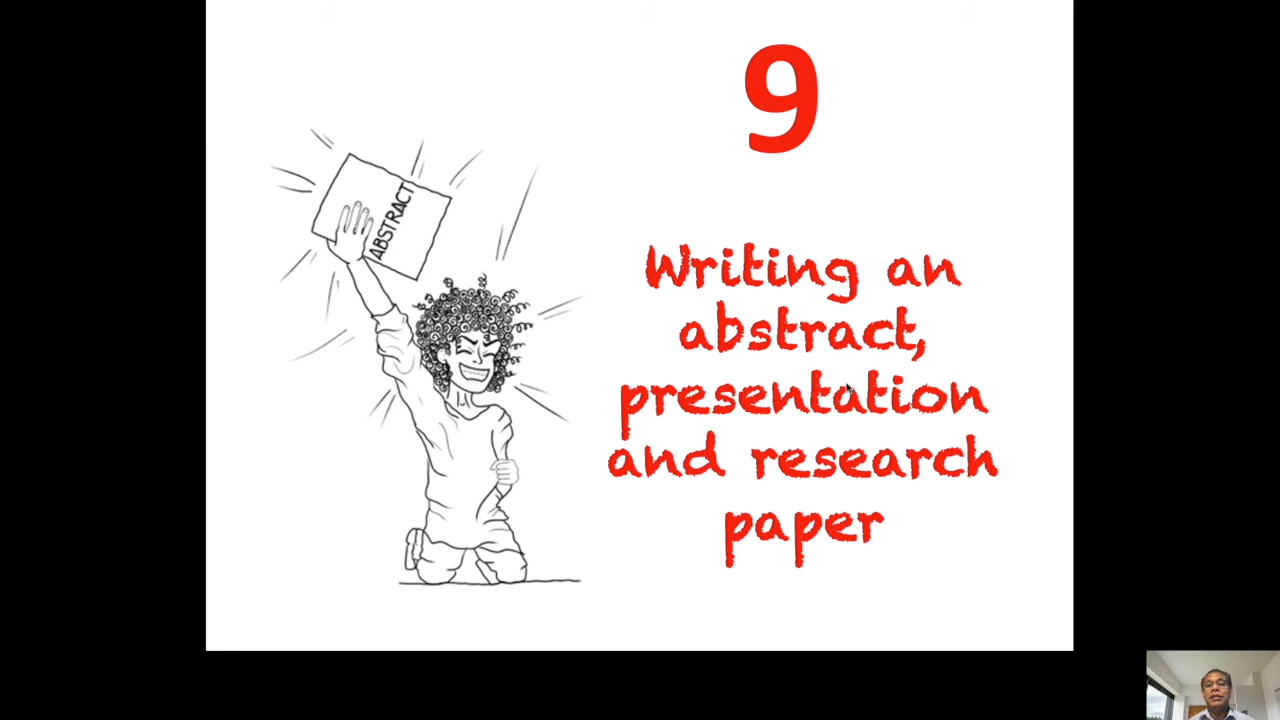 9
ABSTRACT
Writing an
abstract,
presentation
and research
paper